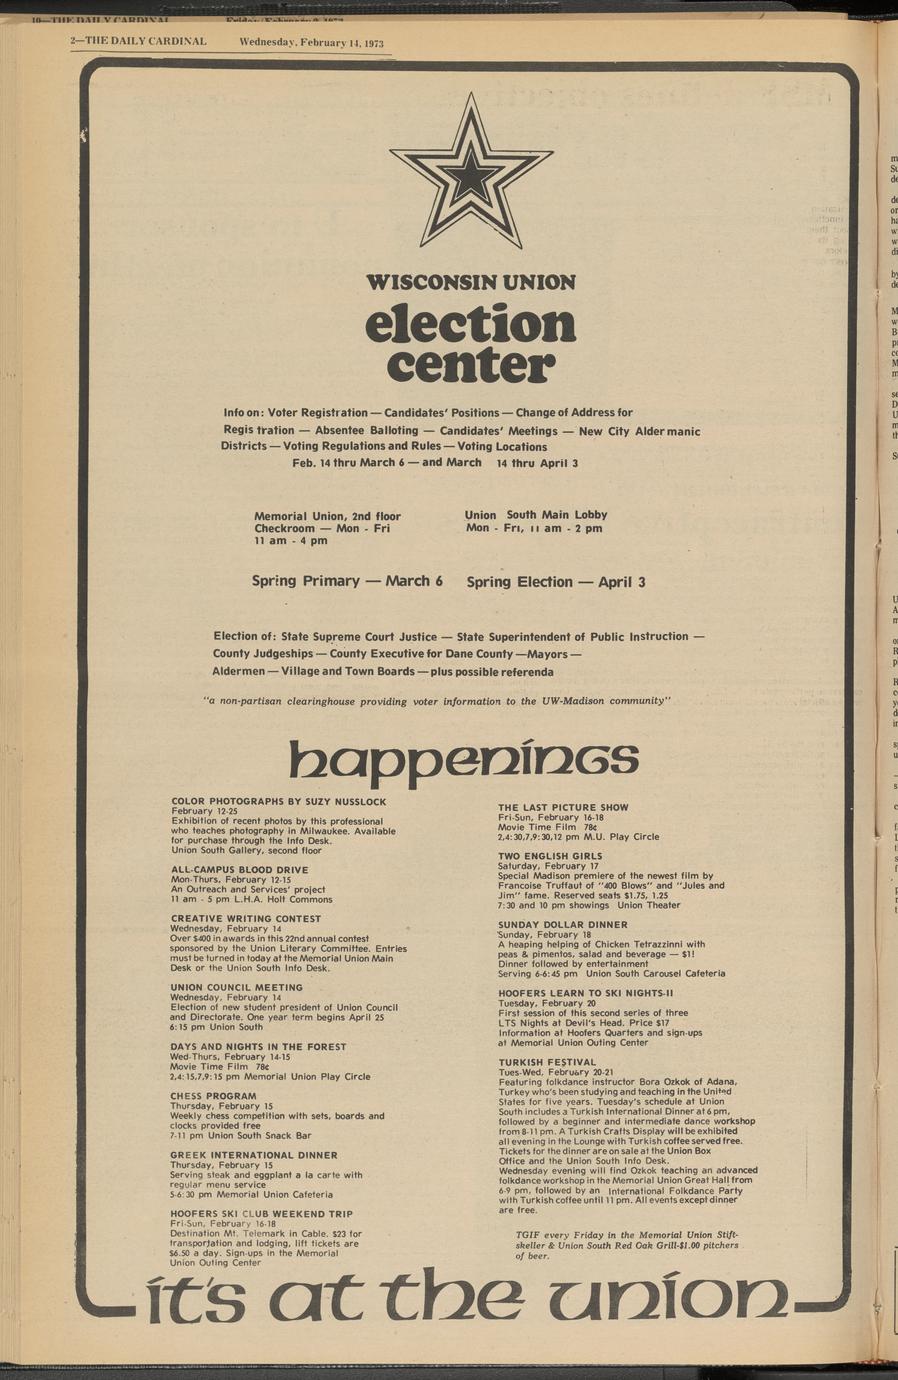 2—THE DAILY CARDINAL Wednesday, February 14, 1973
WISCONSIN UNION
election
center
Info on: Voter Registration — Candidates' Positions — Change of Address for
Regis tration — Absentee Balloting — Candidates' Meetings — New City Alder manic
Districts — Voting Regulations and Rules — Voting Locations
Feb. 14 thru March 6 — and March 14 thru April 3
Memorial Union, 2nd floor
Checkroom — Mon - Fri
11 am - 4 pm
Union South Main Lobby
Mon - Fri, 11 am - 2 pm
Spring Primary — March 6 Spring Election — April 3
Election of: State Supreme Court Justice — State Superintendent of Public Instruction —
County Judgeships — County Executive for Dane County —Mayors —
Aldermen — Village and Town Boards — plus possible referenda
"a non-partisan clearinghouse providing voter information to the UW-Madison community"
happenings
COLOR PHOTOGRAPHS BY SUZY NUSSLOCK
February 12-25
Exhibition of recent photos by this professional
who teaches photography in Milwaukee. Available
for purchase through the Info Desk.
Union South Gallery, second floor
ALL-CAMPUS BLOOD DRIVE
Mon-Thurs, February 12-15
An Outreach and Services' project
11 am - 5 pm L.H.A. Holt Commons
CREATIVE WRITING CONTEST
Wednesday, February 14
Over $400 in awards in this 22nd annual contest
sponsored by the Union Literary Committee. Entries
must be turned in today at the Memorial Union Main
Desk or the Union South Info Desk.
UNION COUNCIL MEETING
Wednesday, February 14
Election of new student president of Union Council
and Directorate. One year term begins April 25
6:15 pm Union South
DAYS AND NIGHTS IN THE FOREST
Wed-Thurs, February 14-15
Movie Time Film 78¢
2,4:15,7,9:15 pm Memorial Union Play Circle
CHESS PROGRAM
Thursday, February 15
Weekly chess competition with sets, boards and
clocks provided free
7-11 pm Union South Snack Bar
GREEK INTERNATIONAL DINNER
Thursday, February 15
Serving steak and eggplant a la carte with
regular menu service
5-6:30 pm Memorial Union Cafeteria
HOOFERS SKI CLUB WEEKEND TRIP
Fri-Sun, February 16-18
Destination Mt. Telemark in Cable. $23 for
transportation and lodging, lift tickets are
$6.50 a day. Sign-ups in the Memorial
Union Outing Center
THE LAST PICTURE SHOW
Fri-Sun, February 16-18
Movie Time Film 78¢
2,4:30,7,9:30,12 pm M.U. Play Circle
TWO ENGLISH GIRLS
Saturday, February 17
Special Madison premiere of the newest film by
Francoise Truffaut of "400 Blows" and "Jules and
Jim" fame. Reserved seats $1.75, 1.25
7:30 and 10 pm showings Union Theater
SUNDAY DOLLAR DINNER
Sunday, February 18
A heaping helping of Chicken Tetrazzinni with
peas & pimentos, salad and beverage — $1!
Dinner followed by entertainment
Serving 6-6:45 pm Union South Carousel Cafeteria
HOOFERS LEARN TO SKI NIGHTS-II
Tuesday, February 20
First session of this second series of three
LTS Nights at Devil's Head. Price $17
Information at Hoofers Quarters and sign-ups
at Memorial Union Outing Center
TURKISH FESTIVAL
Tues-Wed, February 20-21
Featuring folkdance instructor Bora Ozkok of Adana,
Turkey who's been studying and teaching in the United
States for five years. Tuesday's schedule at Union
South includes a Turkish International Dinner at 6 pm,
followed by a beginner and intermediate dance workshop
from 8-11 pm. A Turkish Crafts Display will be exhibited
all evening in the Lounge with Turkish coffee served free.
Tickets for the dinner are on sale at the Union Box
Office and the Union South Info Desk.
Wednesday evening will find Ozkok teaching an advanced
folkdance workshop in the Memorial Union Great Hall from
6-9 pm, followed by an International Folkdance Party
with Turkish coffee until 11 pm. All events except dinner
are free.
TGIF every Friday in the Memorial Union Stift-
skeller & Union South Red Oak Grill-$1.00 pitchers
of beer.
it's at the union